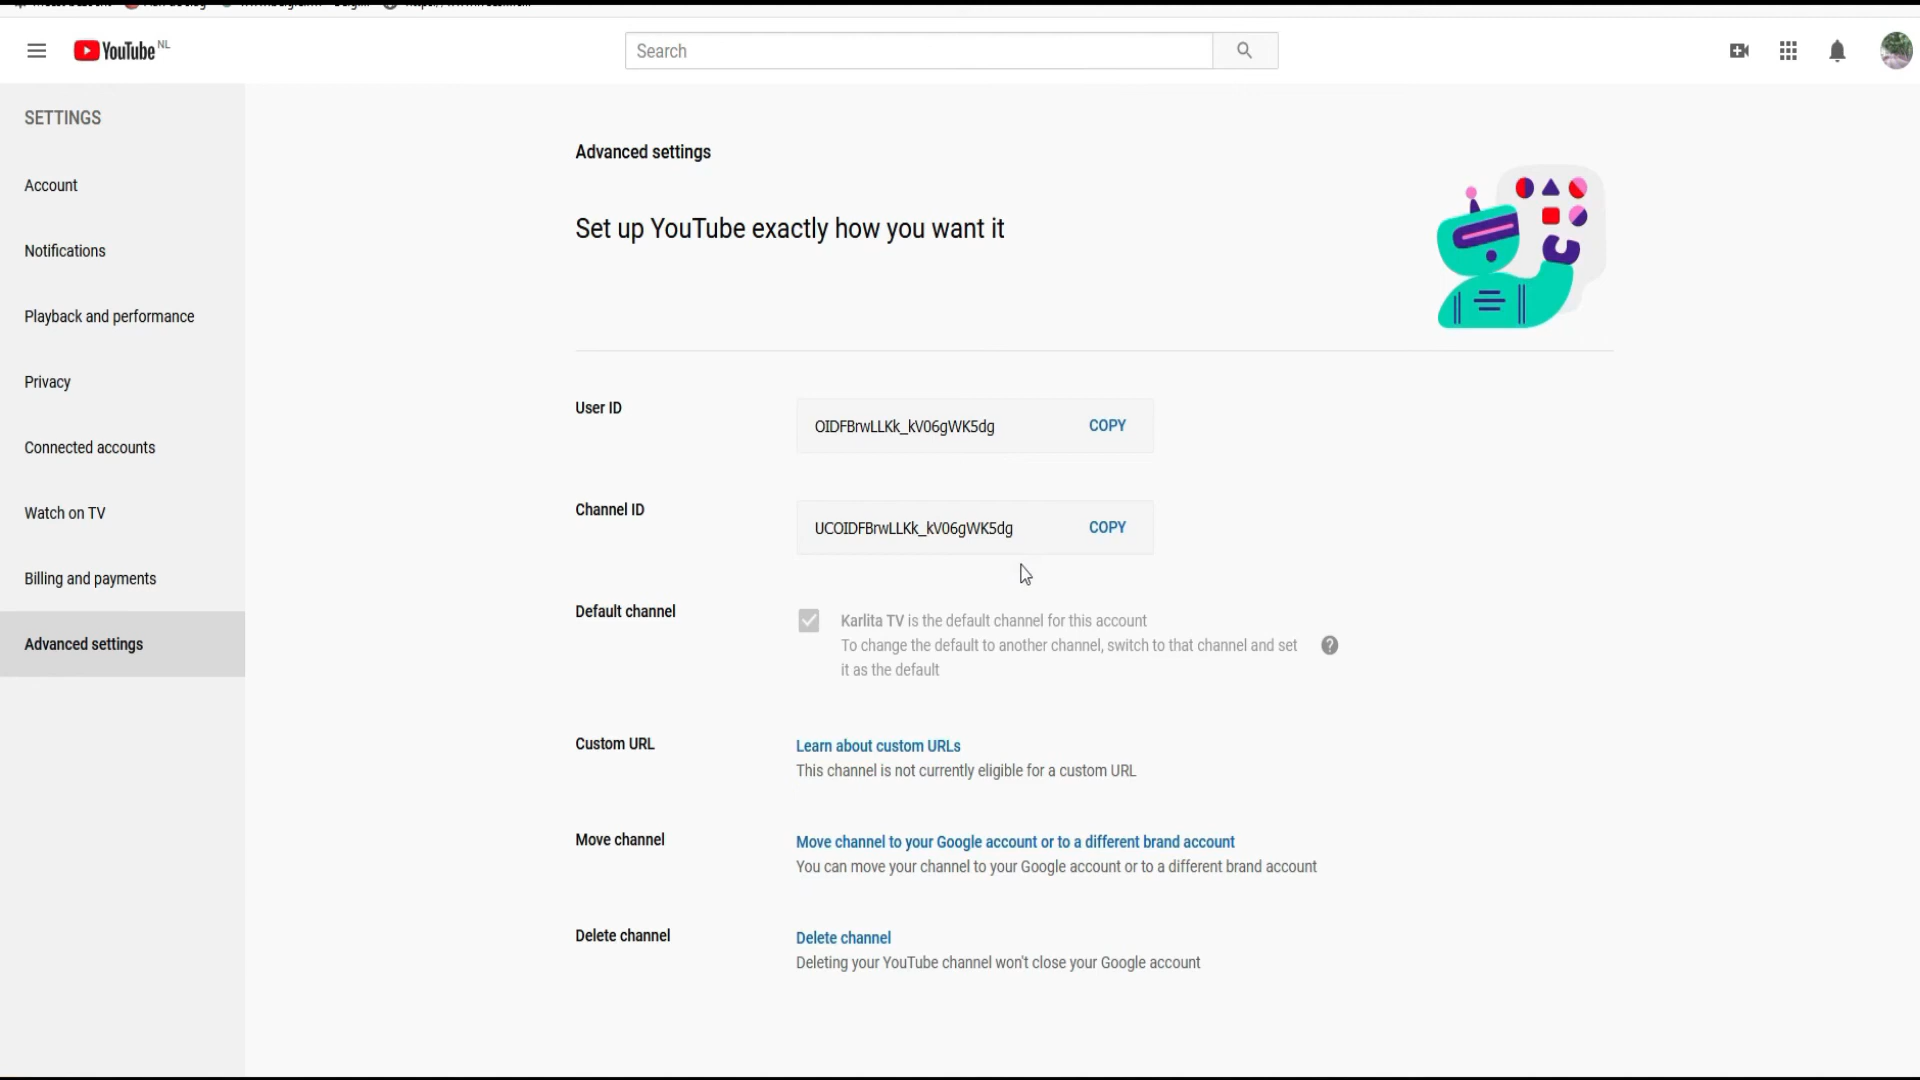 YouTube NL
Search
SETTINGS
Account
Notifications
Playback and performance
Privacy
Connected accounts
Watch on TV
Billing and payments
Advanced settings
Advanced settings
Set up YouTube exactly how you want it
User ID
OIDFBrwLLKk_kV06gWK5dg COPY
Channel ID
UCOIDFBrwLLKk_kV06gWK5dg COPY
Default channel
Karlita TV is the default channel for this account
To change the default to another channel, switch to that channel and set
it as the default
Custom URL
Learn about custom URLs
This channel is not currently eligible for a custom URL
Move channel
Move channel to your Google account or to a different brand account
You can move your channel to your Google account or to a different brand account
Delete channel
Delete channel
Deleting your YouTube channel won't close your Google account